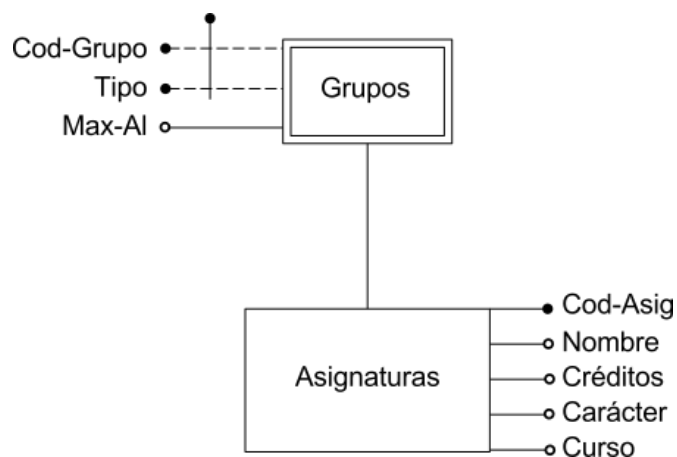 Cod-Grupo
Tipo
Max-Al
Grupos
Asignaturas
Cod-Asig
Nombre
Créditos
Carácter
Curso